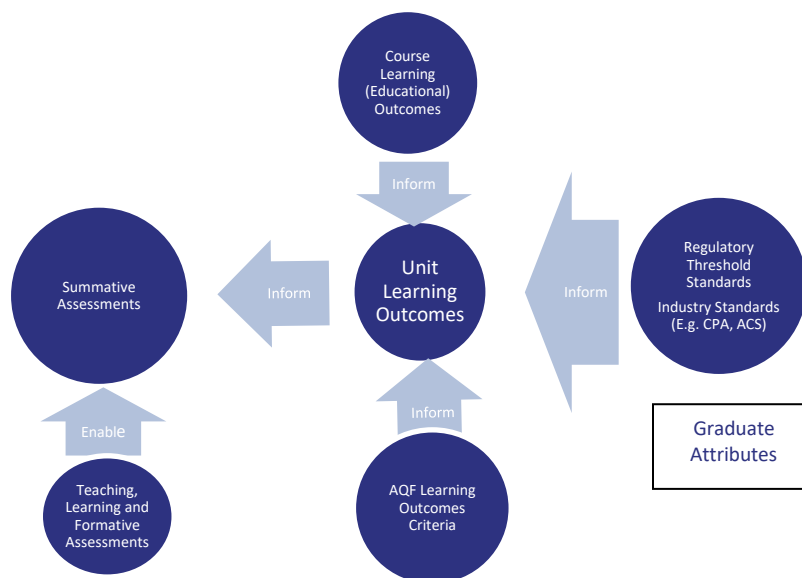 Course
Learning
(Educational)
Outcomes
Inform
Summative
Assessments
Inform
Unit
Learning
Outcomes
Inform
Regulatory
Threshold
Standards
Industry Standards
(E.g. CPA, ACS)
Inform
Enable
Graduate
Attributes
Teaching,
Learning and
Formative
Assessments
AQF Learning
Outcomes
Criteria